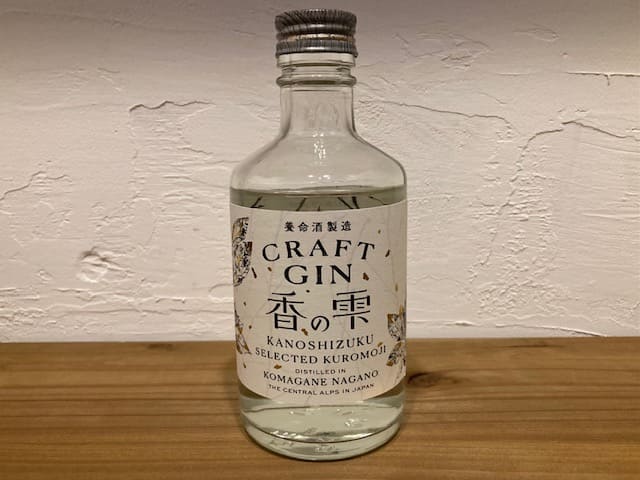 養命酒製造
CRAFT
GIN
香の雫
KANOSHIZUKU
SELECTED KUROMOJI
DISTILLED IN
KOMAGANE NAGANO
THE CENTRAL ALPS IN JAPAN